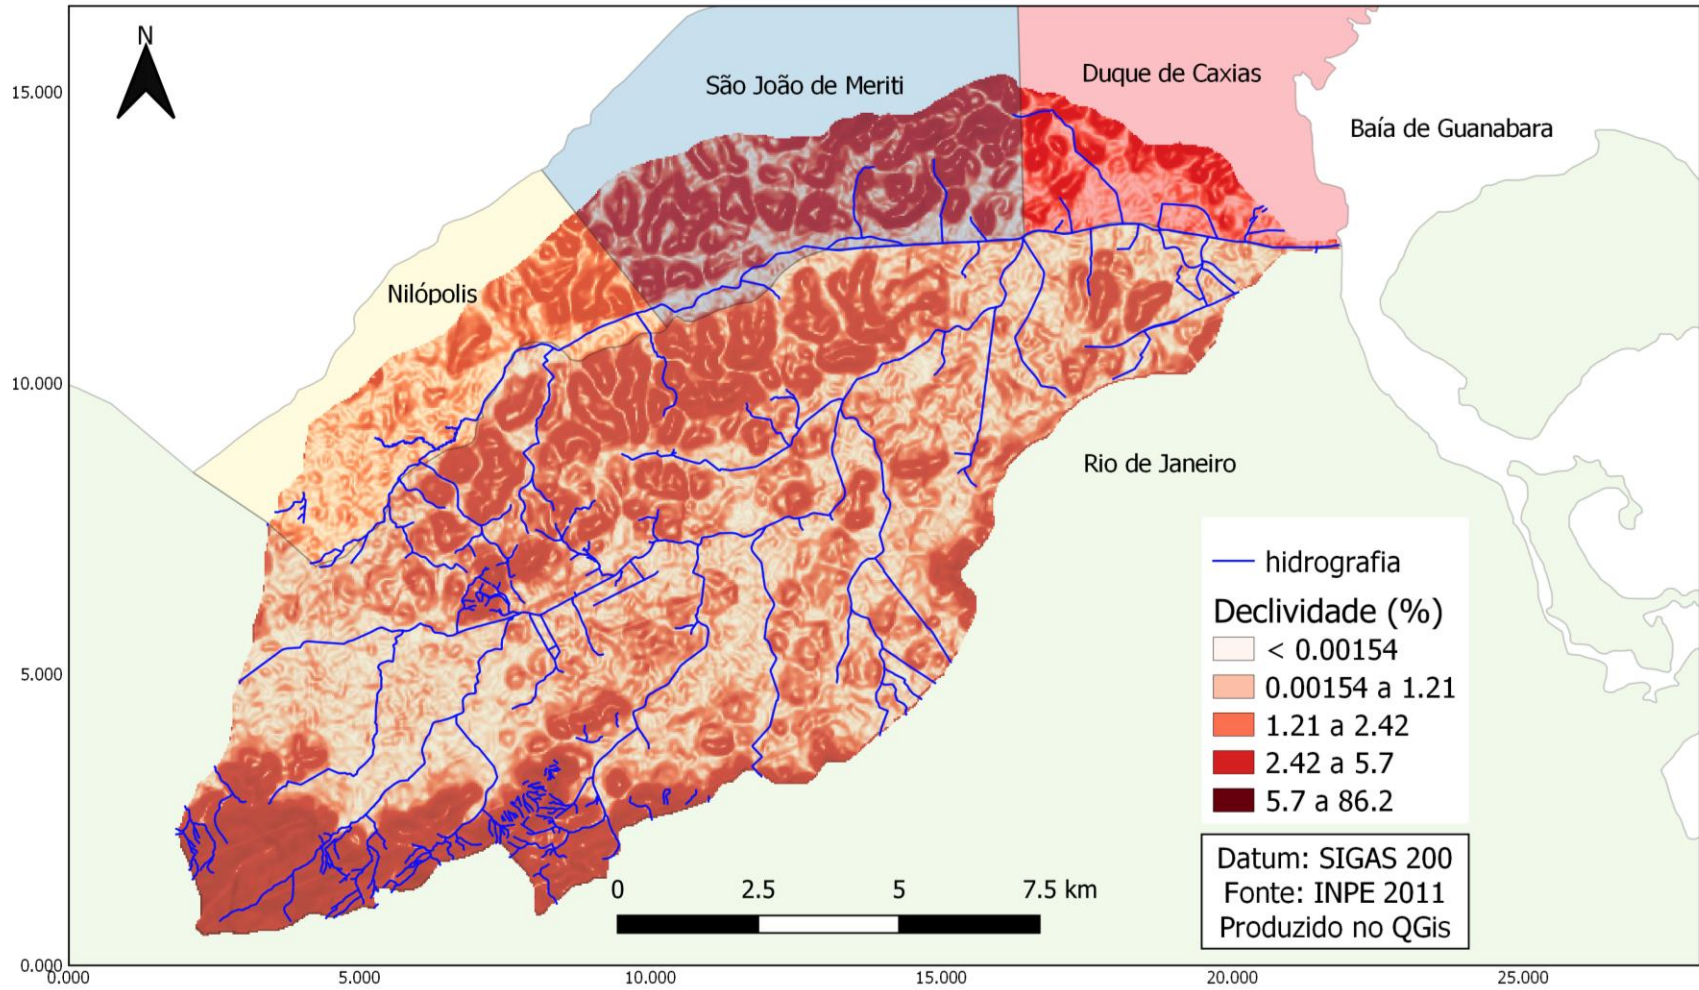 N
São João de Meriti
Duque de Caxias
Baía de Guanabara
Nilópolis
Rio de Janeiro
15.000
10.000
5.000
0.000
0.000
5.000
10.000
15.000
20.000
25.000
hidrografia
Declividade (%)
< 0.00154
0.00154 a 1.21
1.21 a 2.42
2.42 a 5.7
5.7 a 86.2
0 2.5 5 7.5 km
Datum: SIGAS 200
Fonte: INPE 2011
Produzido no QGis